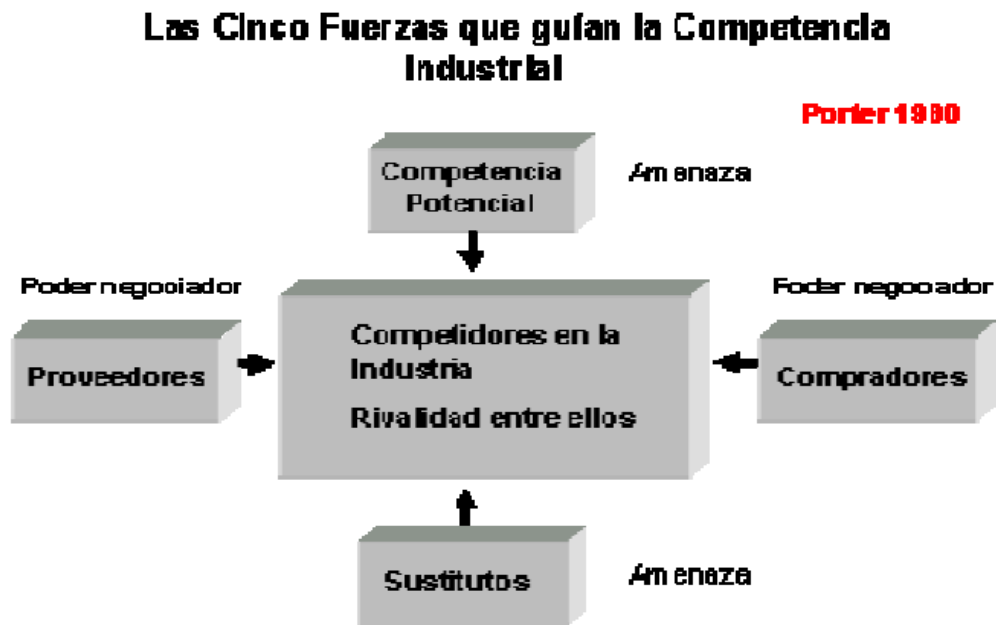 Las Cinco Fuerzas que guían la Competencia
Industrial
Porter 1980
Competencia
Potencial
Amenaza
Poder negociador
Poder negociador
Proveedores
Competidores en la
Industria
Rivalidad entre ellos
Compradores
Sustitutos
Amenaza